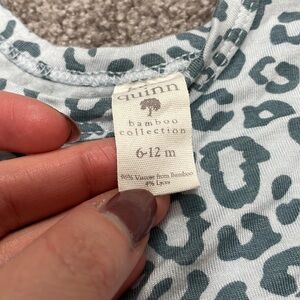 quinn
bamboo
collection
6-12 m
96% Viscose from Bamboo
4% Lycra